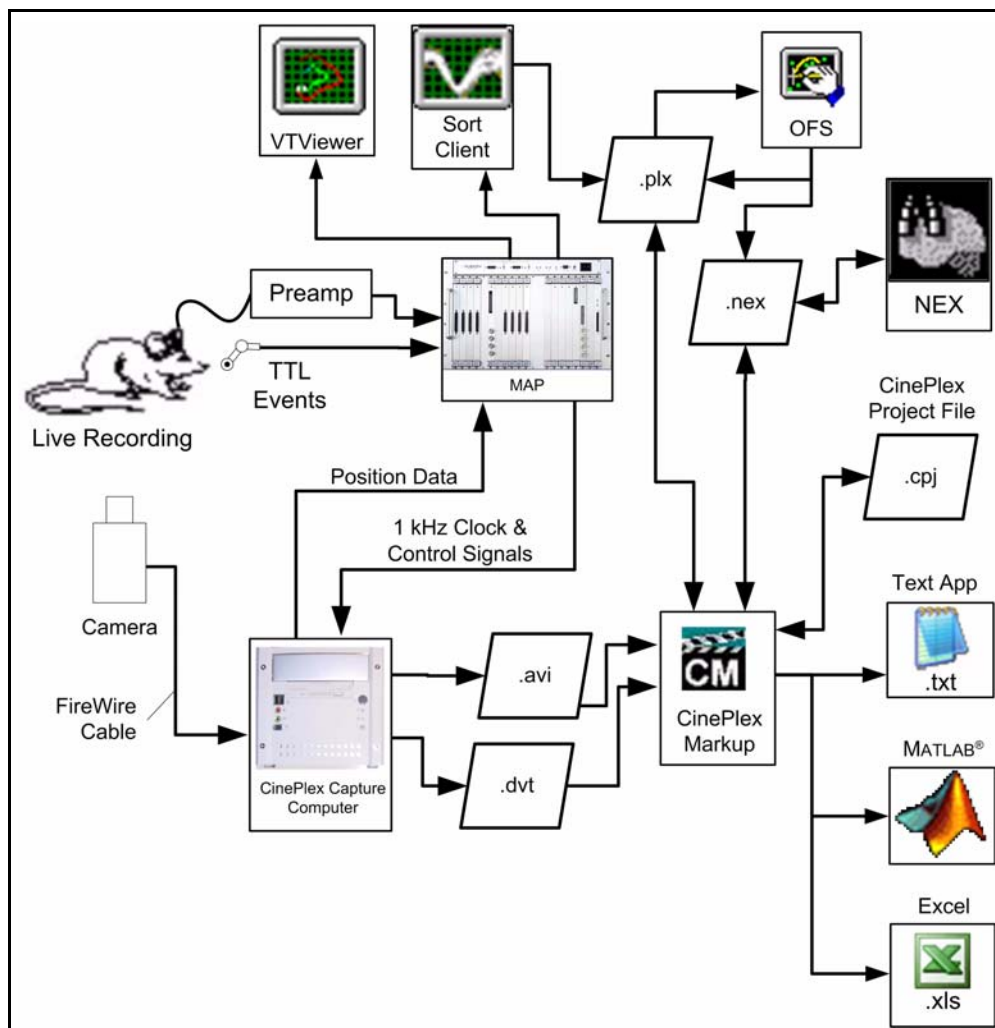 VTViewer
Sort
Client
OFS
.plx
.nex
NEX
Preamp
MAP
TTL
Events
Live Recording
CinePlex
Project File
.cpj
Position Data
1 kHz Clock &
Control Signals
Camera
FireWire
Cable
CinePlex Capture
Computer
.avi
.dvt
CM
CinePlex
Markup
Text App
.txt
MATLAB®
Excel
.xls